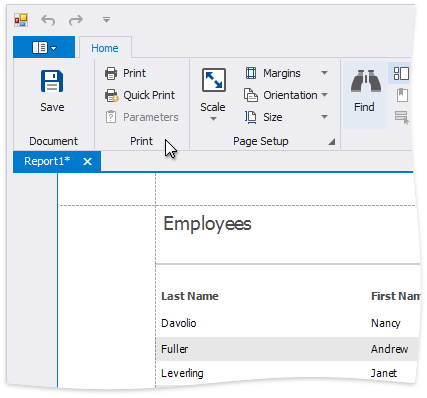 Home
Print
Quick Print
Parameters
Save
Scale
Margins
Orientation
Size
Find
Document
Print
Page Setup
Report1*
Employees
Last Name First Nam
Davolio Nancy
Fuller Andrew
Leverling Janet